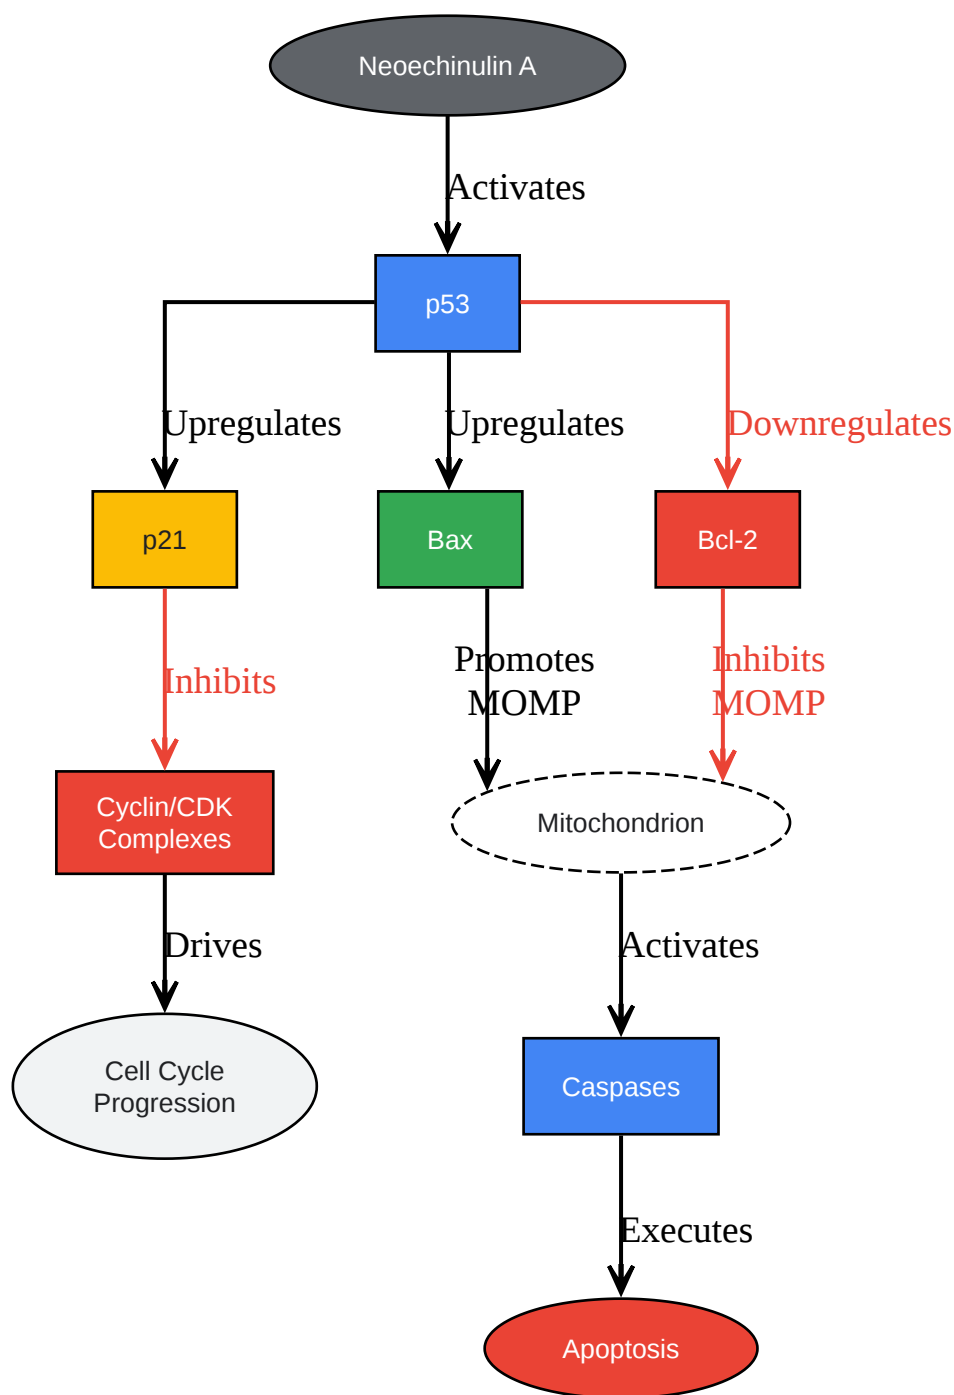 Neoechinulin A
Activates
p53
Upregulates
Upregulates
Downregulates
p21
Bax
Bcl-2
Inhibits
Promotes
MOMP
Inhibits
MOMP
Cyclin/CDK
Complexes
Mitochondrion
Drives
Activates
Cell Cycle
Progression
Caspases
Executes
Apoptosis